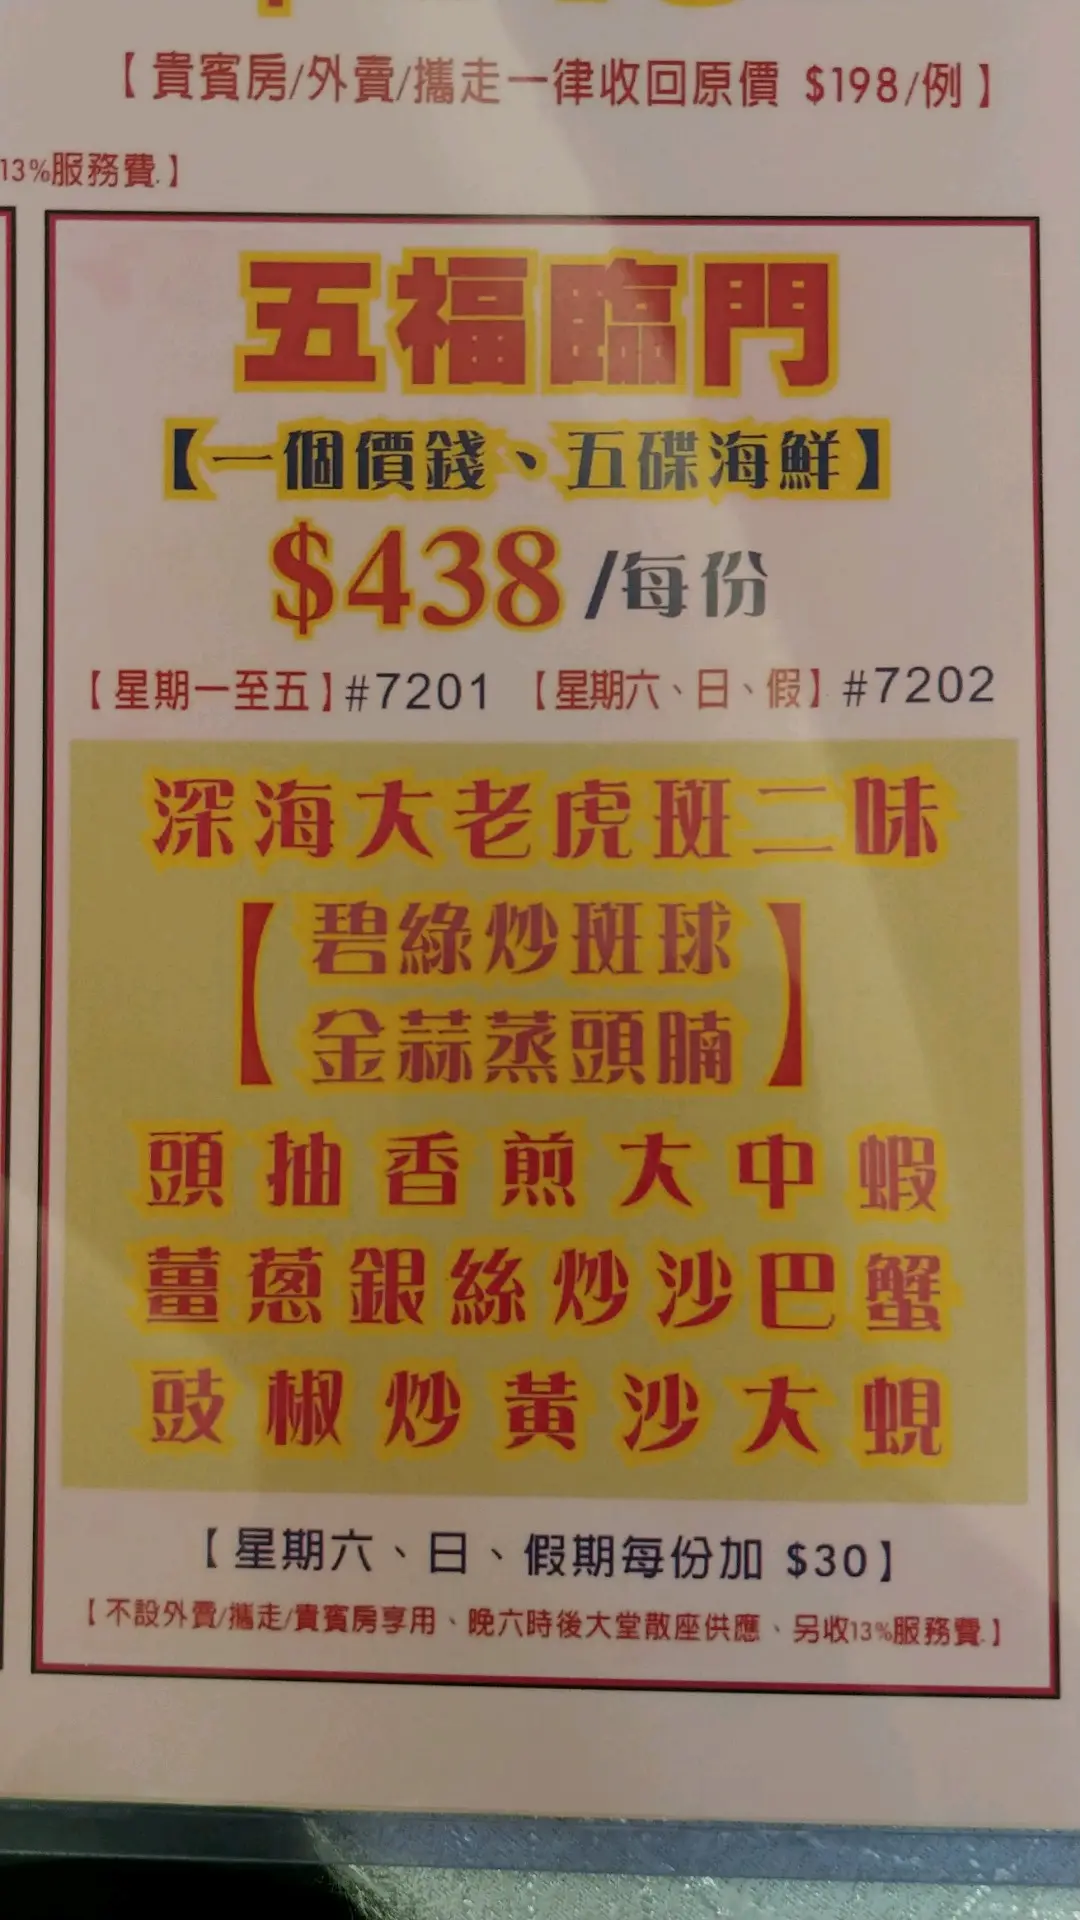 【貴賓房/外賣/攜走一律收回原價 $198/例】
13%服務費.】
五福臨門
【一個價錢、五碟海鮮】
$438 /每份
【星期一至五】#7201 【星期六、日、假】#7202
深海大老虎斑二味
碧綠炒斑球
金蒜蒸頭腩
頭抽香煎大中蝦
薑蔥銀絲炒沙巴蟹
豉椒炒黃沙大蜆
【星期六、日、假期每份加 $30】
【不設外賣/攜走/貴賓房享用、晚六時後大堂散座供應、另收13%服務費.】